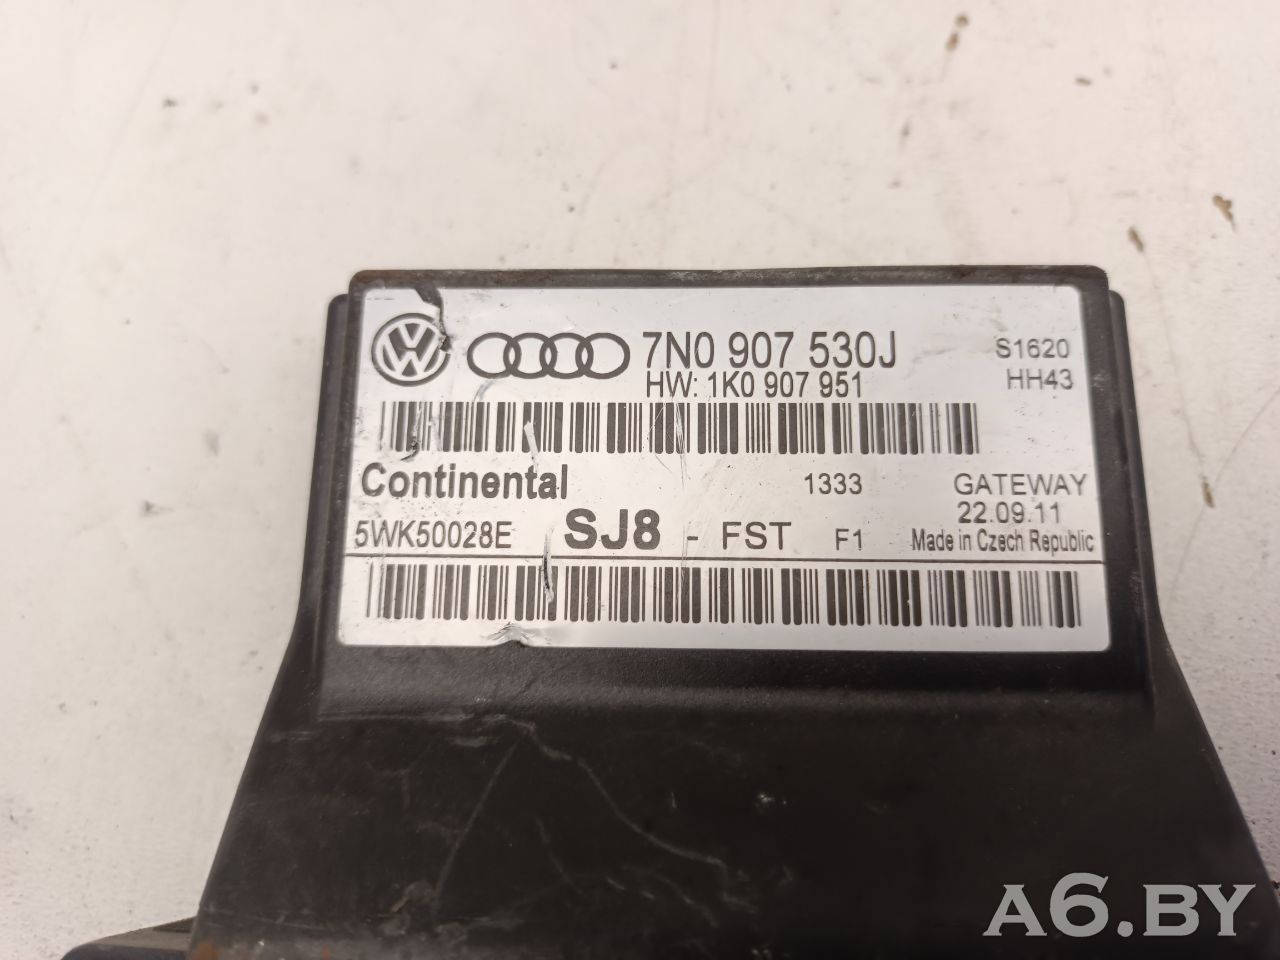 7N0 907 530J S1620
HW: 1K0 907 951 HH43
Continental 1333 GATEWAY
22.09.11
5WK50028E SJ8 - FST F1 Made in Czech Republic
A6.BY